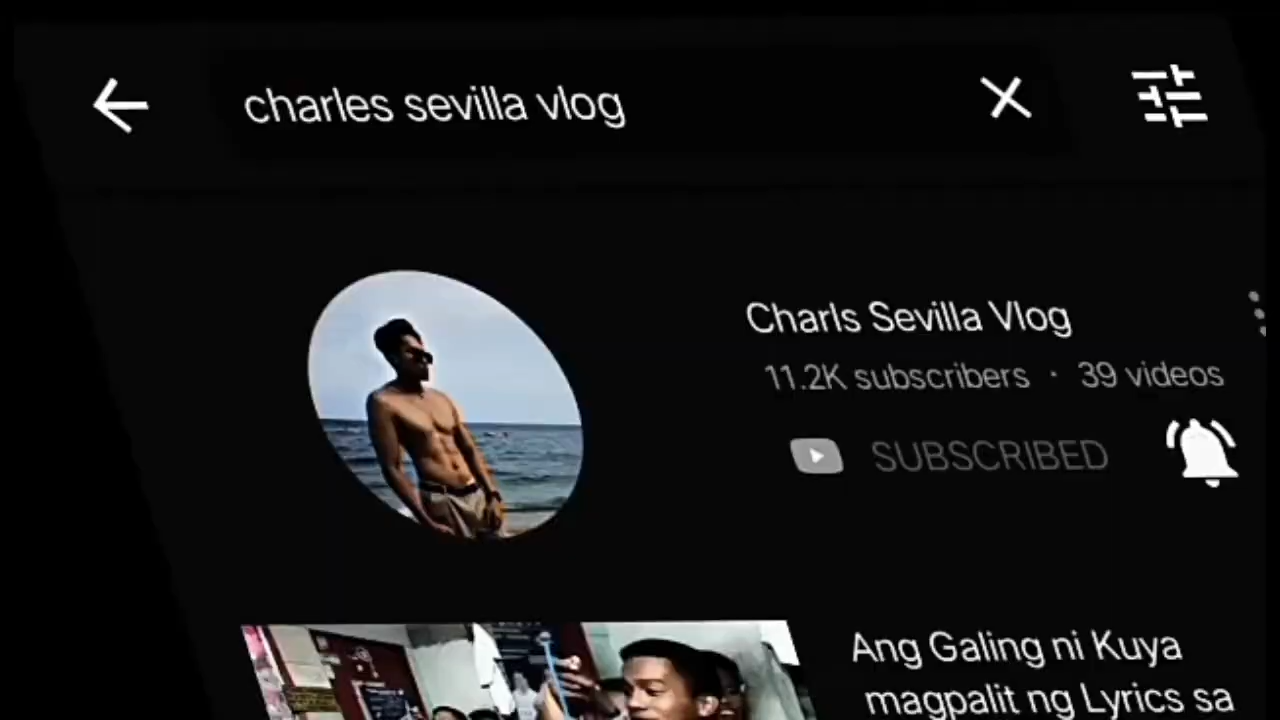 charles sevilla vlog
Charls Sevilla Vlog
11.2K subscribers · 39 videos
SUBSCRIBED
Ang Galing ni Kuya
magpalit ng Lyrics sa